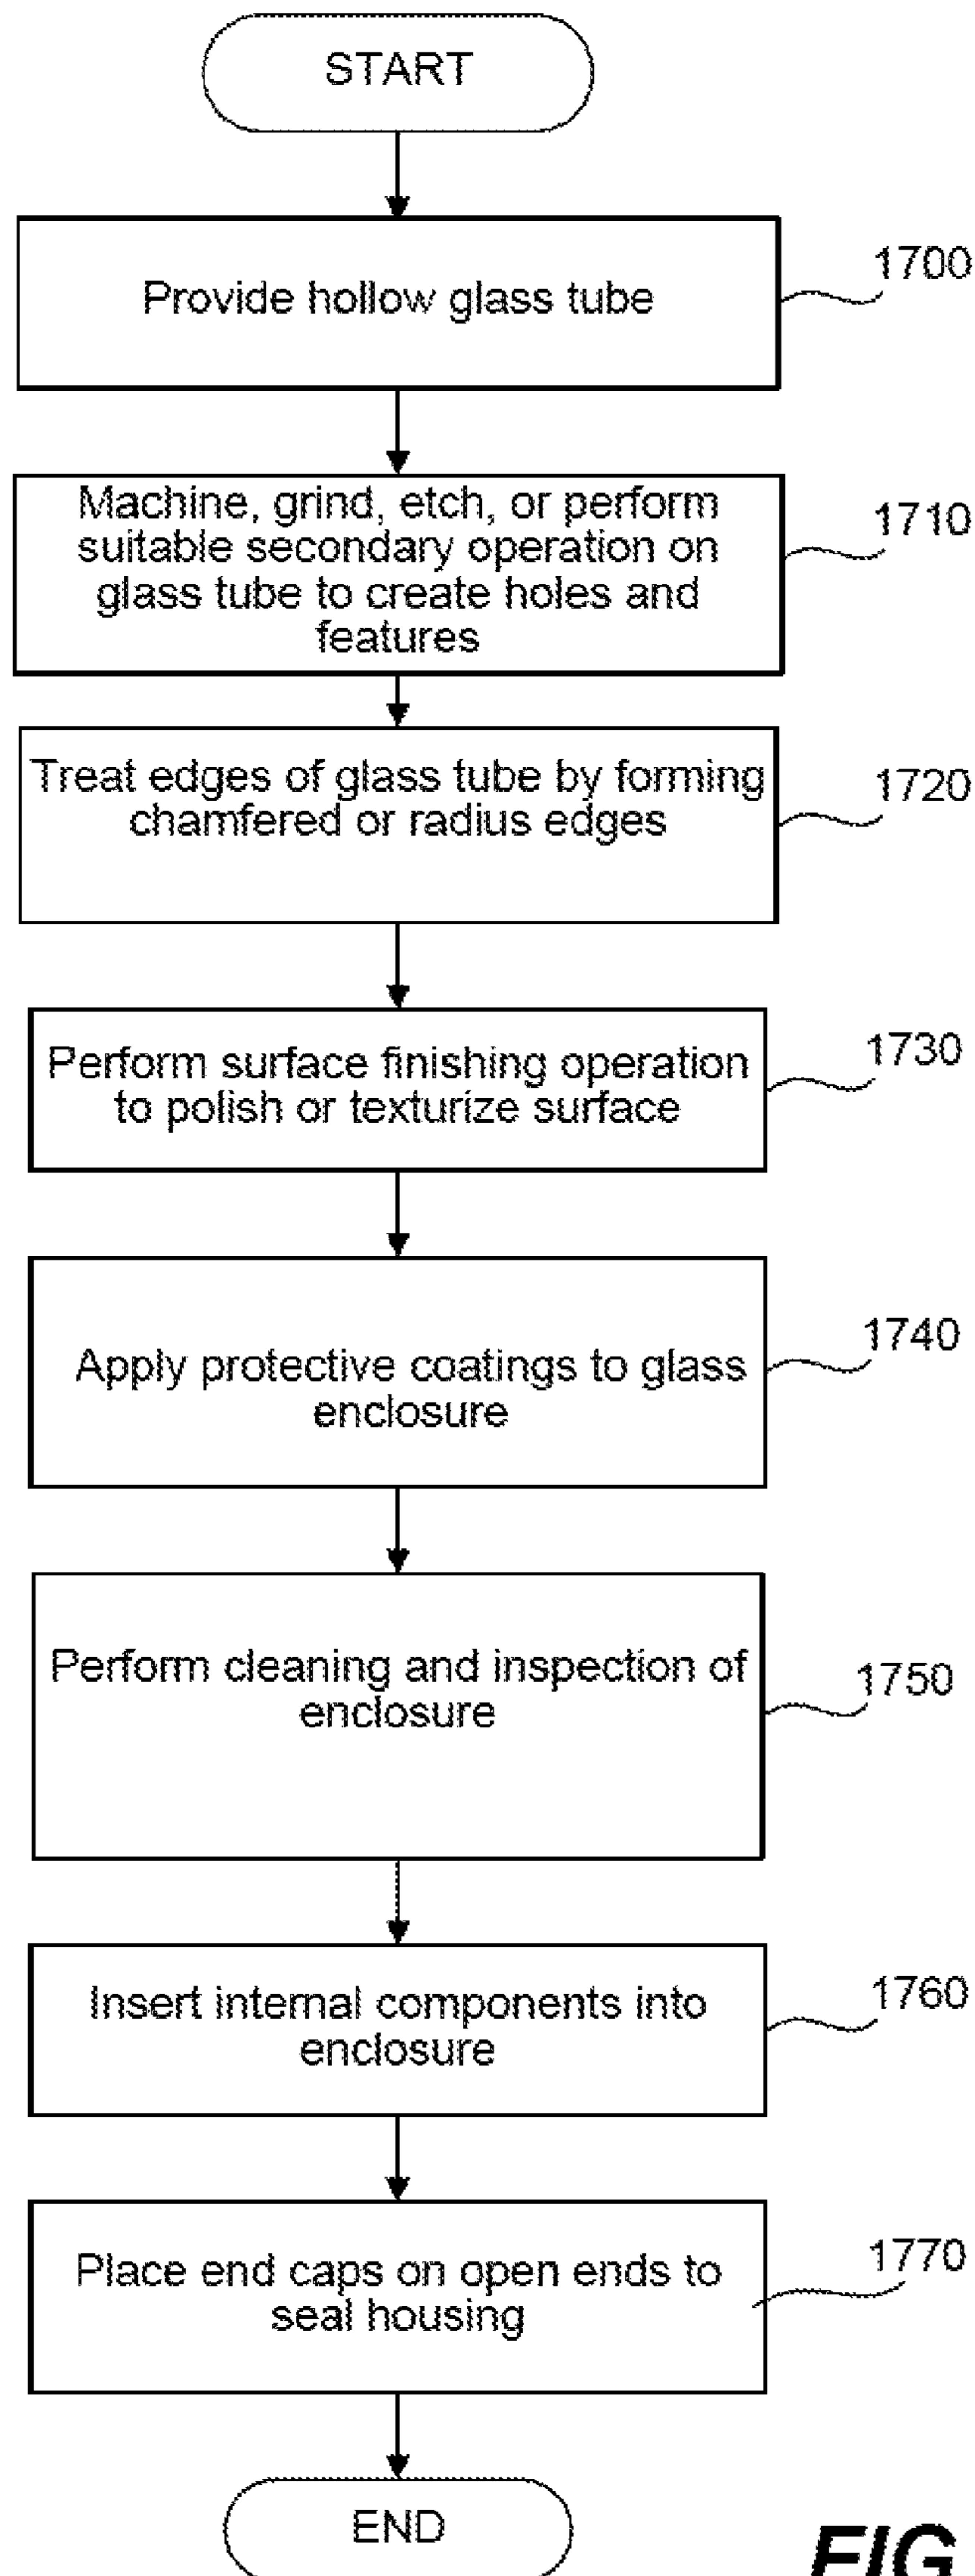 START
Provide hollow glass tube
1700
Machine, grind, etch, or perform
suitable secondary operation on
glass tube to create holes and
features
1710
Treat edges of glass tube by forming
chamfered or radius edges
1720
Perform surface finishing operation
to polish or texturize surface
1730
Apply protective coatings to glass
enclosure
1740
Perform cleaning and inspection of
enclosure
1750
Insert internal components into
enclosure
1760
Place end caps on open ends to
seal housing
1770
END
FIG